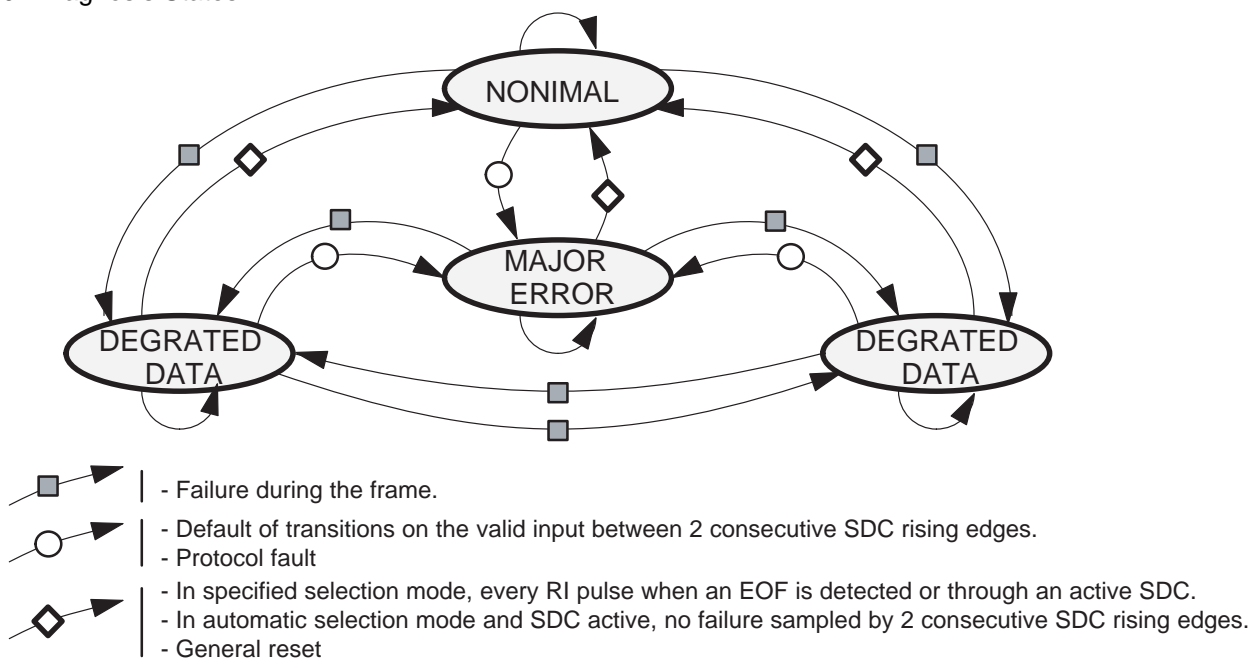 NONIMAL
MAJOR
ERROR
DEGRATED
DATA
DEGRATED
DATA
- Failure during the frame.
- Default of transitions on the valid input between 2 consecutive SDC rising edges.
- Protocol fault
- In specified selection mode, every RI pulse when an EOF is detected or through an active SDC.
- In automatic selection mode and SDC active, no failure sampled by 2 consecutive SDC rising edges.
- General reset